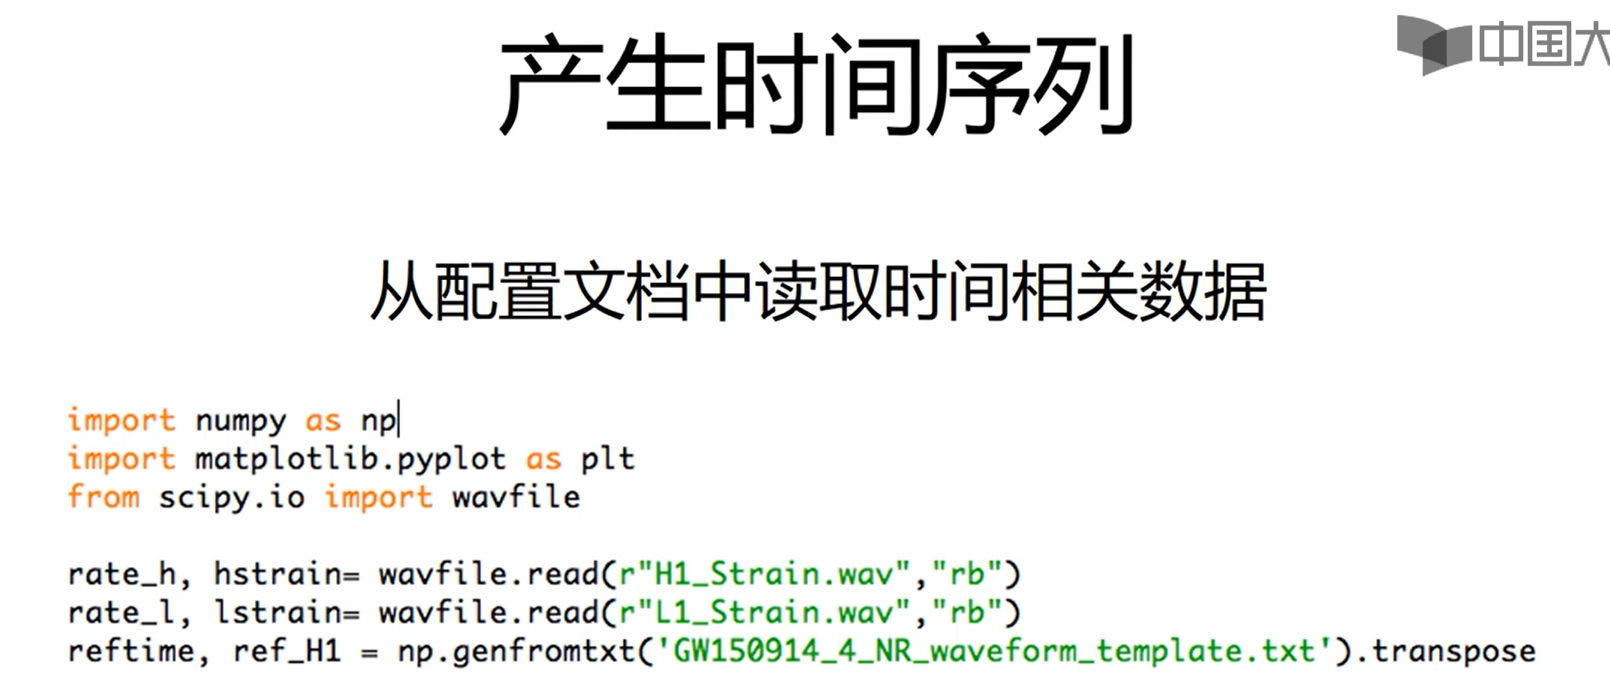 产生时间序列
中国大
从配置文档中读取时间相关数据
import numpy as np
import matplotlib.pyplot as plt
from scipy.io import wavfile
rate_h, hstrain= wavfile.read(r"H1_Strain.wav","rb")
rate_l, lstrain= wavfile.read(r"L1_Strain.wav","rb")
reftime, ref_H1 = np.genfromtxt('GW150914_4_NR_waveform_template.txt').transpose